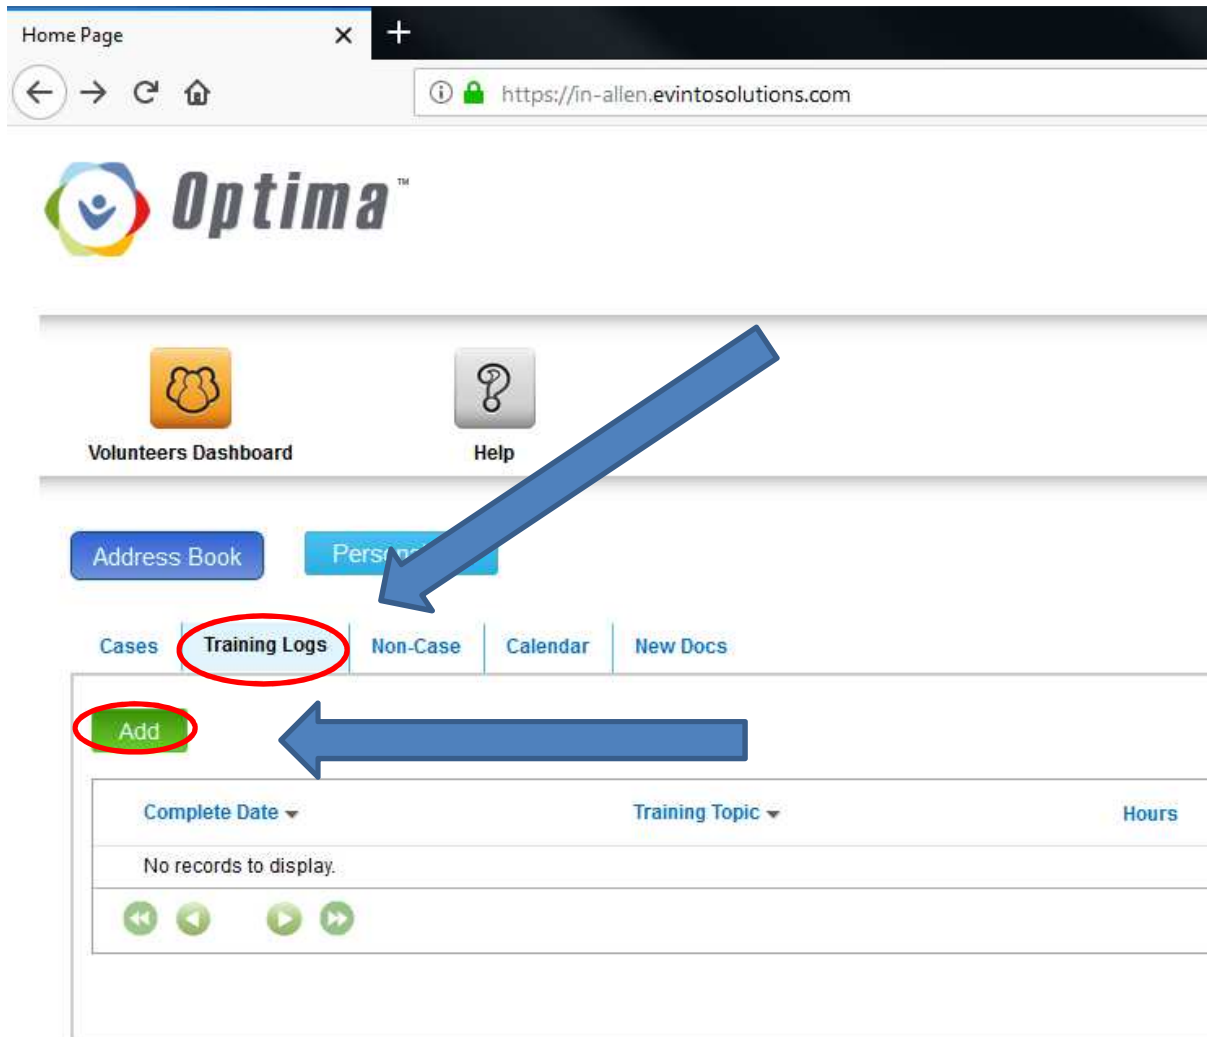 Home Page
https://in-allen.evintosolutions.com
Optima™
Volunteers Dashboard
Help
Address Book
Cases
Training Logs
Non-Case
Calendar
New Docs
Add
Complete Date
Training Topic
Hours
No records to display.